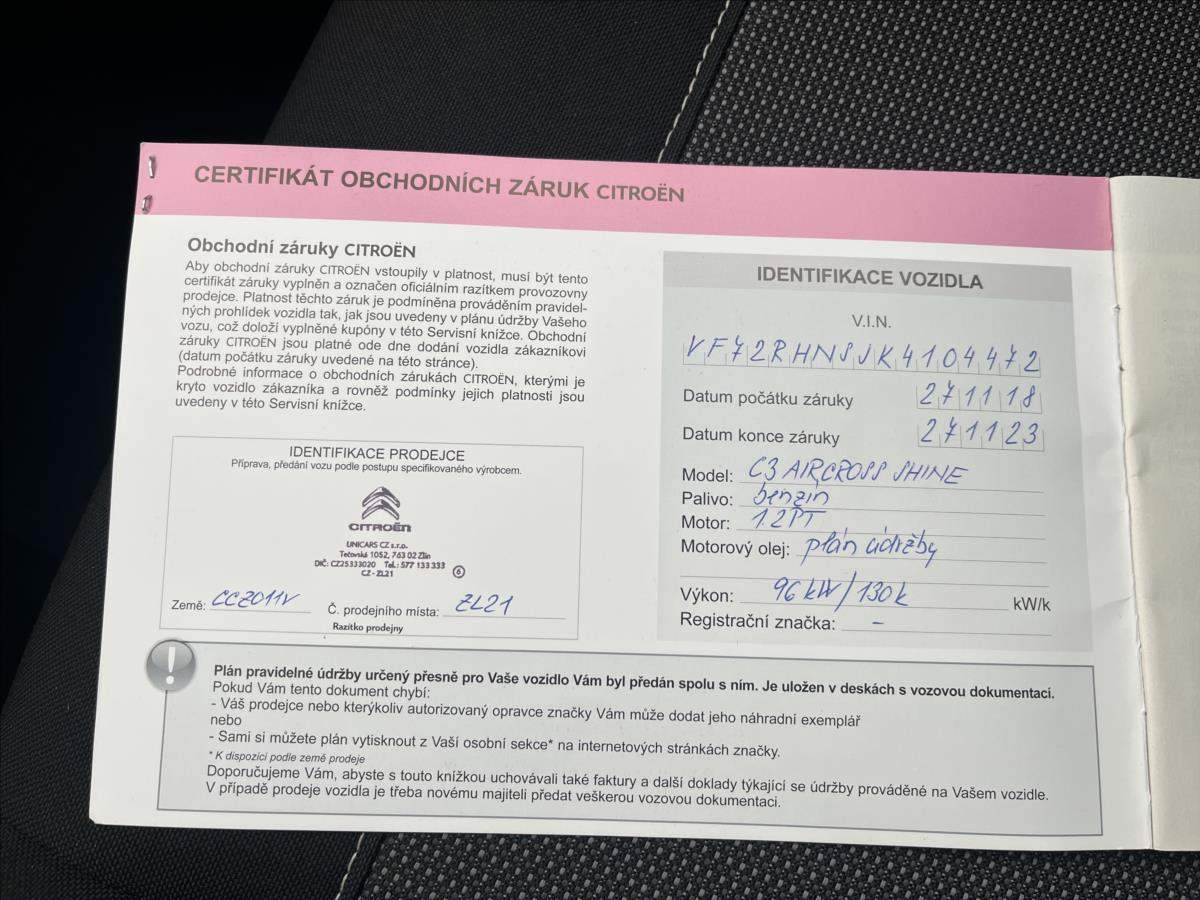 CERTIFIKÁT OBCHODNÍCH ZÁRUK CITROËN
Obchodní záruky CITROËN
Aby obchodní záruky CITROËN vstoupily v platnost, musí být tento
certifikát záruky vyplněn a označen oficiálním razítkem provozovny
prodejce. Platnost těchto záruk je podmíněna prováděním pravidel-
ných prohlídek vozidla tak, jak jsou uvedeny v plánu údržby Vašeho
vozu, což doloží vyplněné kupóny v této Servisní knížce. Obchodní
záruky CITROËN jsou platné ode dne dodání vozidla zákazníkovi
(datum počátku záruky uvedené na této stránce).
Podrobné informace o obchodních zárukách CITROËN, kterými je
kryto vozidlo zákazníka a rovněž podmínky jejich platnosti jsou
uvedeny v této Servisní knížce.
IDENTIFIKACE PRODEJCE
Příprava, předání vozu podle postupu specifikovaného výrobcem.
CITROËN
UNICARS CZ s.r.o.
Tečovská 1052, 763 02 Zlín
DIČ: CZ25333020 Tel.: 577 133 333
CZ - ZL21
6
Země: CCZ011V Č. prodejního místa: ZL21
Razítko prodejny
IDENTIFIKACE VOZIDLA
V.I.N.
VF72RHNSJK4104472
Datum počátku záruky 271118
Datum konce záruky 271123
Model: C3 AIRCROSS SHINE
Palivo: benzin
Motor: 1.2PT
Motorový olej: plán údržby
Výkon: 96 kW/130k kW/k
Registrační značka: -
!
Plán pravidelné údržby určený přesně pro Vaše vozidlo Vám byl předán spolu s ním. Je uložen v deskách s vozovou dokumentací.
Pokud Vám tento dokument chybí:
- Váš prodejce nebo kterýkoliv autorizovaný opravce značky Vám může dodat jeho náhradní exemplář
nebo
- Sami si můžete plán vytisknout z Vaší osobní sekce* na internetových stránkách značky.
* K dispozici podle země prodeje
Doporučujeme Vám, abyste s touto knížkou uchovávali také faktury a další doklady týkající se údržby prováděné na Vašem vozidle.
V případě prodeje vozidla je třeba novému majiteli předat veškerou vozovou dokumentaci.